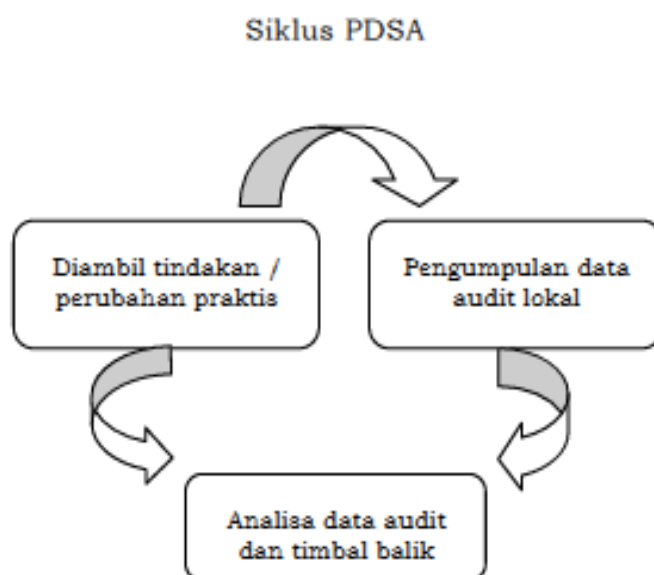 Siklus PDSA
Diambil tindakan /
perubahan praktis
Pengumpulan data
audit lokal
Analisa data audit
dan timbal balik